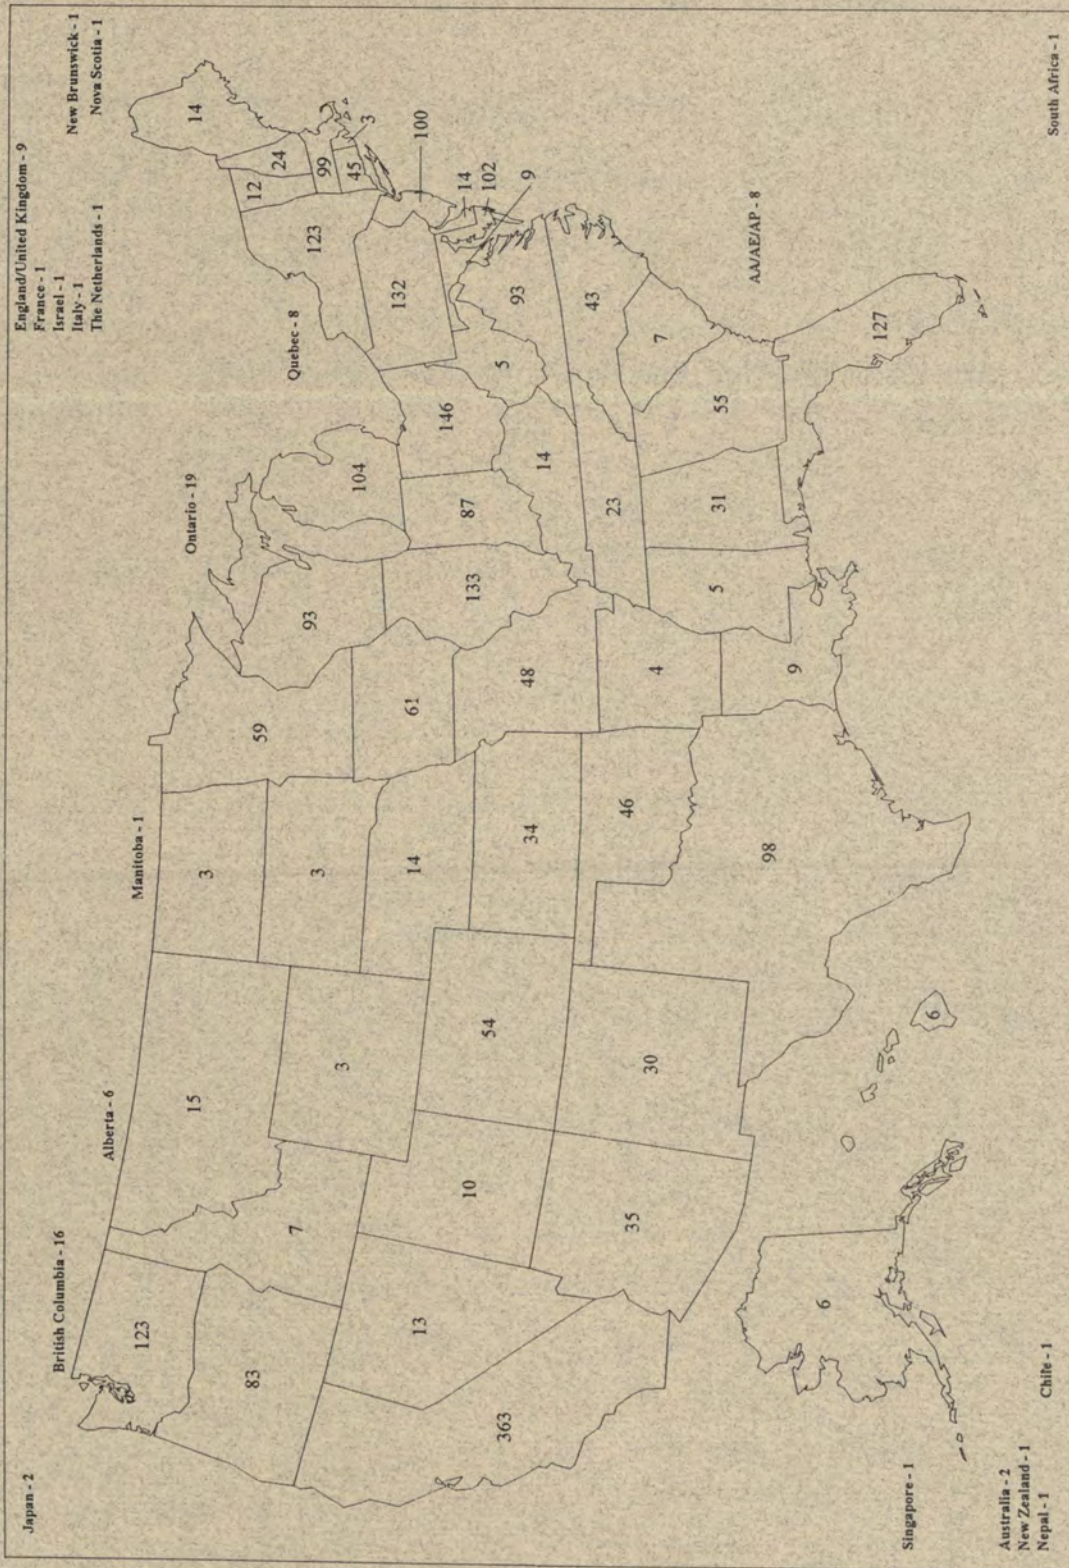 Japan - 2
England/United Kingdom - 9
France - 1
Israel - 1
Italy - 1
The Netherlands - 1
New Brunswick - 1
Nova Scotia - 1
British Columbia - 16
Alberta - 6
Manitoba - 1
Ontario - 19
Quebec - 8
123
15
3
59
93
104
123
12
24
14
99
45
3
83
7
3
3
61
133
87
146
132
100
14
102
9
13
10
54
14
34
48
14
5
93
363
35
30
46
4
23
43
7
98
9
5
31
55
127
AA/AE/AP - 8
6
6
Singapore - 1
Australia - 2
New Zealand - 1
Nepal - 1
Chile - 1
South Africa - 1